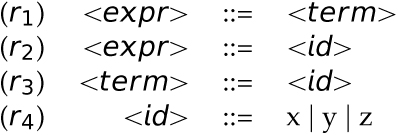 (r₁) <expr> ::= <term>
(r₂) <expr> ::= <id>
(r₃) <term> ::= <id>
(r₄) <id> ::= x | y | z